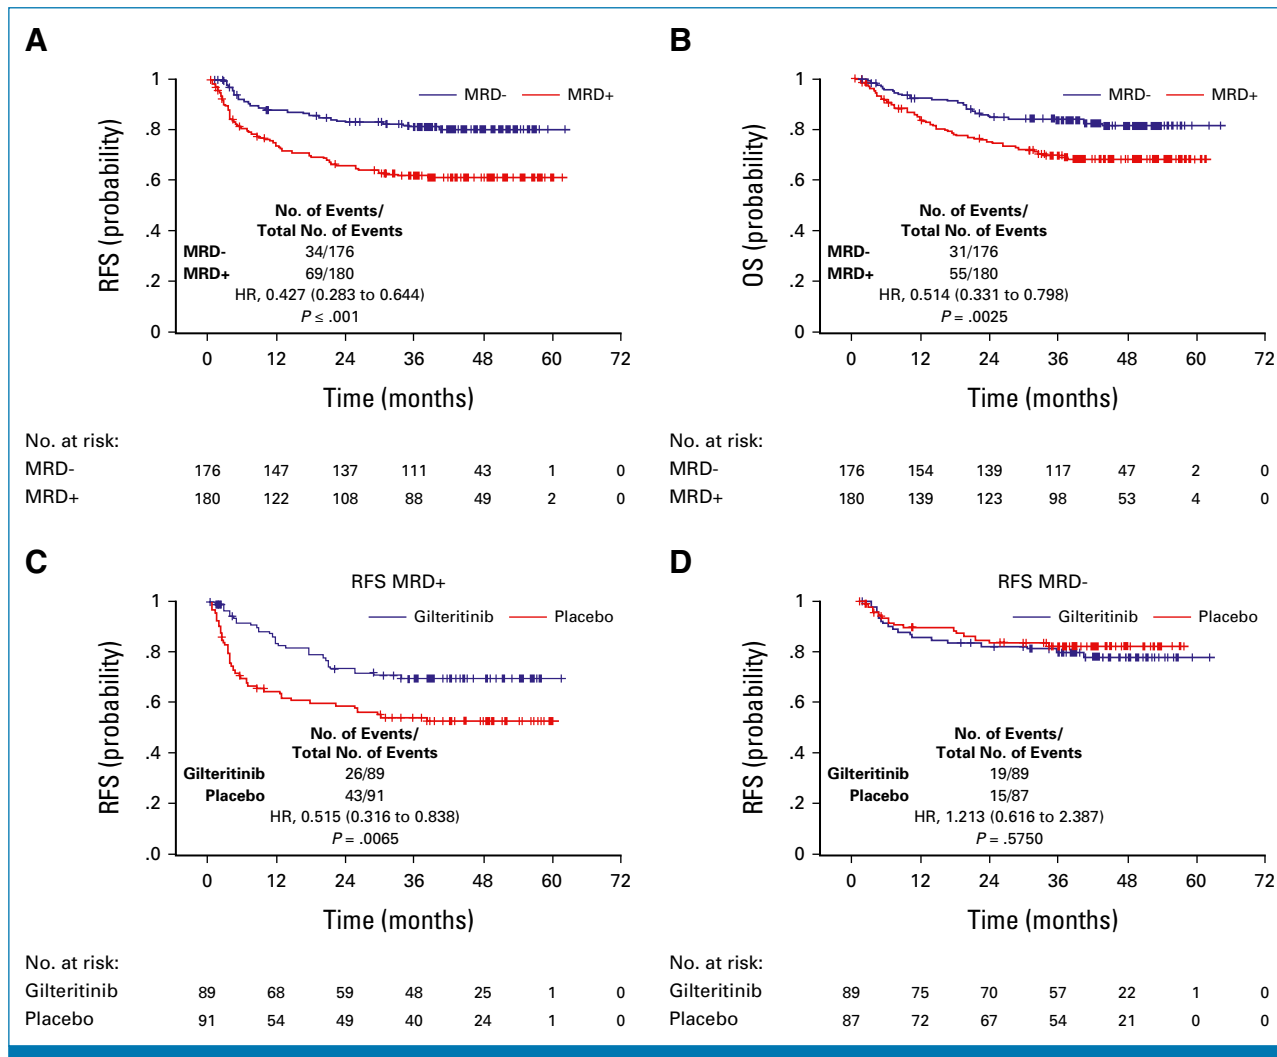 A
1
.8
.6
.4
.2
0
RFS (probability)
MRD- MRD+
No. of Events/
Total No. of Events
MRD- 34/176
MRD+ 69/180
HR, 0.427 (0.283 to 0.644)
P ≤ .001
0 12 24 36 48 60 72
Time (months)
No. at risk:
MRD- 176 147 137 111 43 1 0
MRD+ 180 122 108 88 49 2 0
B
1
.8
.6
.4
.2
0
OS (probability)
MRD- MRD+
No. of Events/
Total No. of Events
MRD- 31/176
MRD+ 55/180
HR, 0.514 (0.331 to 0.798)
P = .0025
0 12 24 36 48 60 72
Time (months)
No. at risk:
MRD- 176 154 139 117 47 2 0
MRD+ 180 139 123 98 53 4 0
C
RFS MRD+
1
.8
.6
.4
.2
.0
RFS (probability)
Gilteritinib Placebo
No. of Events/
Total No. of Events
Gilteritinib 26/89
Placebo 43/91
HR, 0.515 (0.316 to 0.838)
P = .0065
0 12 24 36 48 60 72
Time (months)
No. at risk:
Gilteritinib 89 68 59 48 25 1 0
Placebo 91 54 49 40 24 1 0
D
RFS MRD-
1
.8
.6
.4
.2
0
RFS (probability)
Gilteritinib Placebo
No. of Events/
Total No. of Events
Gilteritinib 19/89
Placebo 15/87
HR, 1.213 (0.616 to 2.387)
P = .5750
0 12 24 36 48 60 72
Time (months)
No. at risk:
Gilteritinib 89 75 70 57 22 1 0
Placebo 87 72 67 54 21 0 0